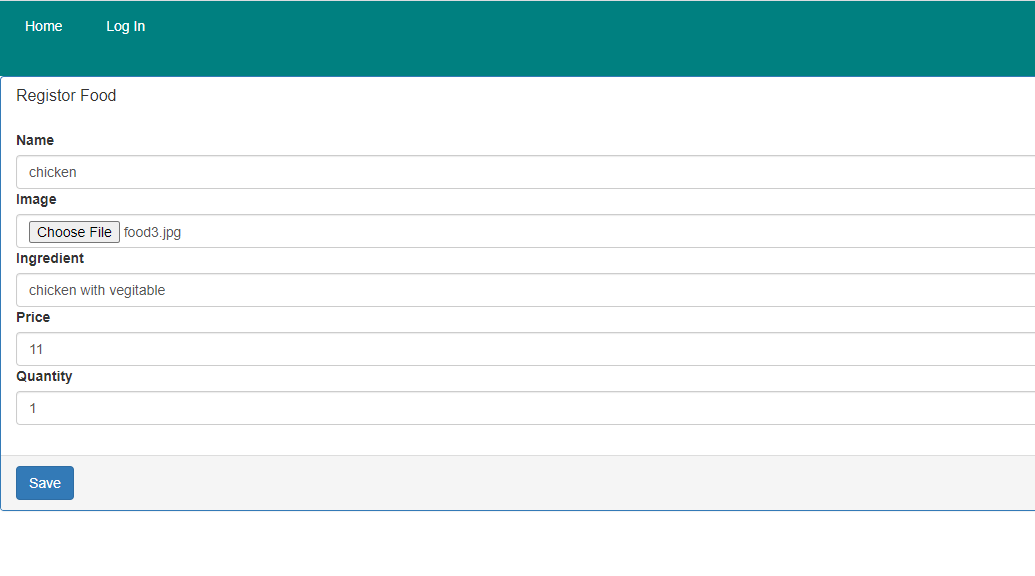 Home Log In
Registor Food
Name
chicken
Image
Choose File food3.jpg
Ingredient
chicken with vegitable
Price
11
Quantity
1
Save